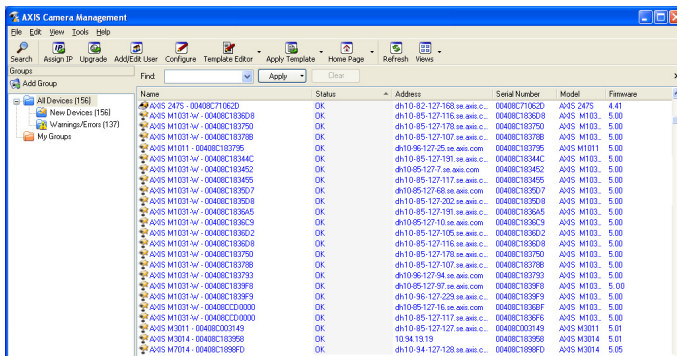 AXIS Camera Management
File Edit View Tools Help
Search Assign IP Upgrade Add/Edit User Configure Template Editor Apply Template Home Page Refresh Views
Groups
Add Group
Find: Apply Clear x
All Devices (156)
New Devices (156)
Warnings/Errors (137)
My Groups
Name Status Address Serial Number Model Firmware
AXIS 247S - 00408C71062D OK dh10-82-127-168.se.axis.c... 00408C71062D AXIS 247S 4.41
AXIS M1031-W - 00408C1836D8 OK dh10-85-127-116.se.axis.c... 00408C1836D8 AXIS M103... 5.00
AXIS M1031-W - 00408C183750 OK dh10-85-127-178.se.axis.c... 00408C183750 AXIS M103... 5.00
AXIS M1031-W - 00408C18378B OK dh10-85-127-107.se.axis.c... 00408C18378B AXIS M103... 5.00
AXIS M1011 - 00408C183795 OK dh10-96-127-25.se.axis.com 00408C183795 AXIS M1011 5.00
AXIS M1031-W - 00408C18344C OK dh10-85-127-191.se.axis.c... 00408C18344C AXIS M103... 5.00
AXIS M1031-W - 00408C183452 OK dh10-85-127-7.se.axis.com 00408C183452 AXIS M103... 5.00
AXIS M1031-W - 00408C183455 OK dh10-85-127-117.se.axis.c... 00408C183455 AXIS M103... 5.00
AXIS M1031-W - 00408C1835D7 OK dh10-85-127-68.se.axis.com 00408C1835D7 AXIS M103... 5.00
AXIS M1031-W - 00408C1835D8 OK dh10-85-127-202.se.axis.c... 00408C1835D8 AXIS M103... 5.00
AXIS M1031-W - 00408C1836A5 OK dh10-85-127-191.se.axis.c... 00408C1836A5 AXIS M103... 5.00
AXIS M1031-W - 00408C1836C9 OK dh10-85-127-10.se.axis.com 00408C1836C9 AXIS M103... 5.00
AXIS M1031-W - 00408C1836D2 OK dh10-85-127-105.se.axis.c... 00408C1836D2 AXIS M103... 5.00
AXIS M1031-W - 00408C1836D8 OK dh10-85-127-116.se.axis.c... 00408C1836D8 AXIS M103... 5.00
AXIS M1031-W - 00408C183750 OK dh10-85-127-178.se.axis.c... 00408C183750 AXIS M103... 5.00
AXIS M1031-W - 00408C18378B OK dh10-85-127-107.se.axis.c... 00408C18378B AXIS M103... 5.00
AXIS M1031-W - 00408C183793 OK dh10-96-127-94.se.axis.com 00408C183793 AXIS M103... 5.00
AXIS M1031-W - 00408C1839F8 OK dh10-85-127-97.se.axis.com 00408C1839F8 AXIS M103... 5.00
AXIS M1031-W - 00408C1839F9 OK dh10-96-127-229.se.axis.c... 00408C1839F9 AXIS M103... 5.00
AXIS M1031-W - 00408CCD0000 OK dh10-85-127-16.se.axis.com 00408C1836BF AXIS M103... 5.00
AXIS M1031-W - 00408CCD0000 OK dh10-85-127-117.se.axis.c... 00408C1836F6 AXIS M103... 5.00
AXIS M3011 - 00408C003149 OK dh10-85-127-127.se.axis.c... 00408C003149 AXIS M3011 5.01
AXIS M3014 - 00408C183958 OK 10.94.19.19 00408C183958 AXIS M3014 5.01
AXIS M7014 - 00408C1898FD OK dh10-94-127-128.se.axis.c... 00408C1898FD AXIS M3014 5.05